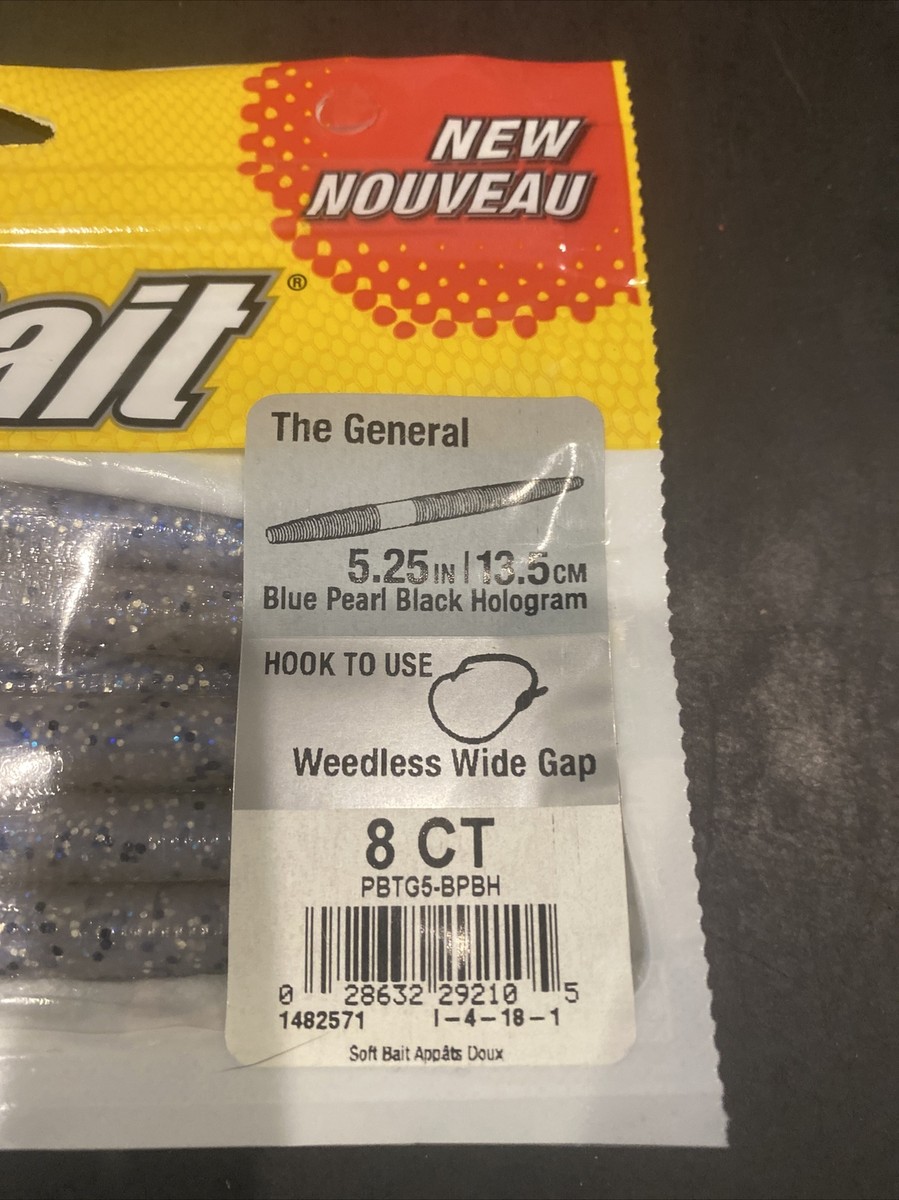 NEW
NOUVEAU
ait®
The General
5.25IN | 13.5CM
Blue Pearl Black Hologram
HOOK TO USE
Weedless Wide Gap
8 CT
PBTG5-BPBH
0 28632 29210 5
1482571 I-4-18-1
Soft Bait Appâts Doux